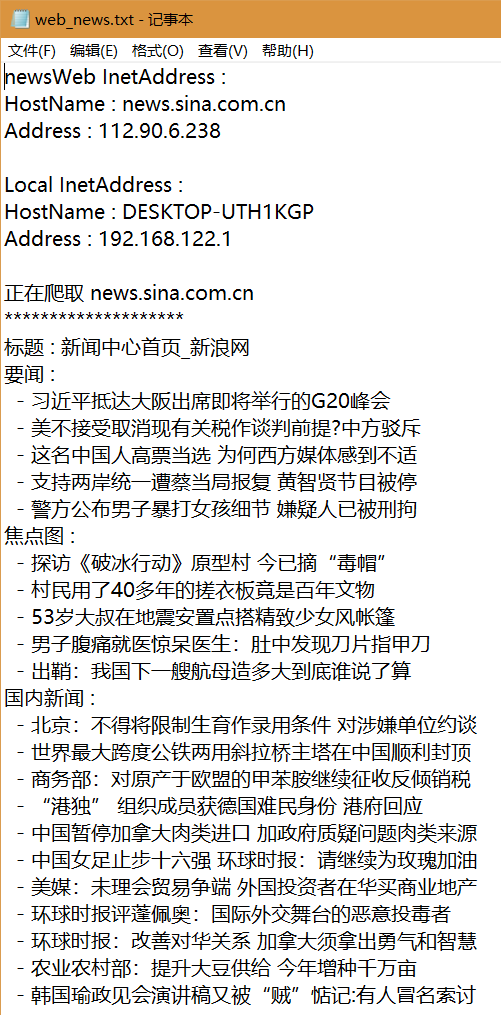 web_news.txt - 记事本
文件(F) 编辑(E) 格式(O) 查看(V) 帮助(H)
newsWeb InetAddress :
HostName : news.sina.com.cn
Address : 112.90.6.238
Local InetAddress :
HostName : DESKTOP-UTH1KGP
Address : 192.168.122.1
正在爬取 news.sina.com.cn
********************
标题 : 新闻中心首页_新浪网
要闻 :
- 习近平抵达大阪出席即将举行的G20峰会
- 美不接受取消现有关税作谈判前提?中方驳斥
- 这名中国人高票当选 为何西方媒体感到不适
- 支持两岸统一遭蔡当局报复 黄智贤节目被停
- 警方公布男子暴打女孩细节 嫌疑人已被刑拘
焦点图 :
- 探访《破冰行动》原型村 今已摘“毒帽”
- 村民用了40多年的搓衣板竟是百年文物
- 53岁大叔在地震安置点搭精致少女风帐篷
- 男子腹痛就医惊呆医生：肚中发现刀片指甲刀
- 出鞘：我国下一艘航母造多大到底谁说了算
国内新闻 :
- 北京：不得将限制生育作录用条件 对涉嫌单位约谈
- 世界最大跨度公铁两用斜拉桥主塔在中国顺利封顶
- 商务部：对原产于欧盟的甲苯胺继续征收反倾销税
- “港独” 组织成员获德国难民身份 港府回应
- 中国暂停加拿大肉类进口 加政府质疑问题肉类来源
- 中国女足止步十六强 环球时报：请继续为玫瑰加油
- 美媒：未理会贸易争端 外国投资者在华买商业地产
- 环球时报评蓬佩奥：国际外交舞台的恶意投毒者
- 环球时报：改善对华关系 加拿大须拿出勇气和智慧
- 农业农村部：提升大豆供给 今年增种千万亩
- 韩国瑜政见会演讲稿又被“贼”惦记:有人冒名索讨